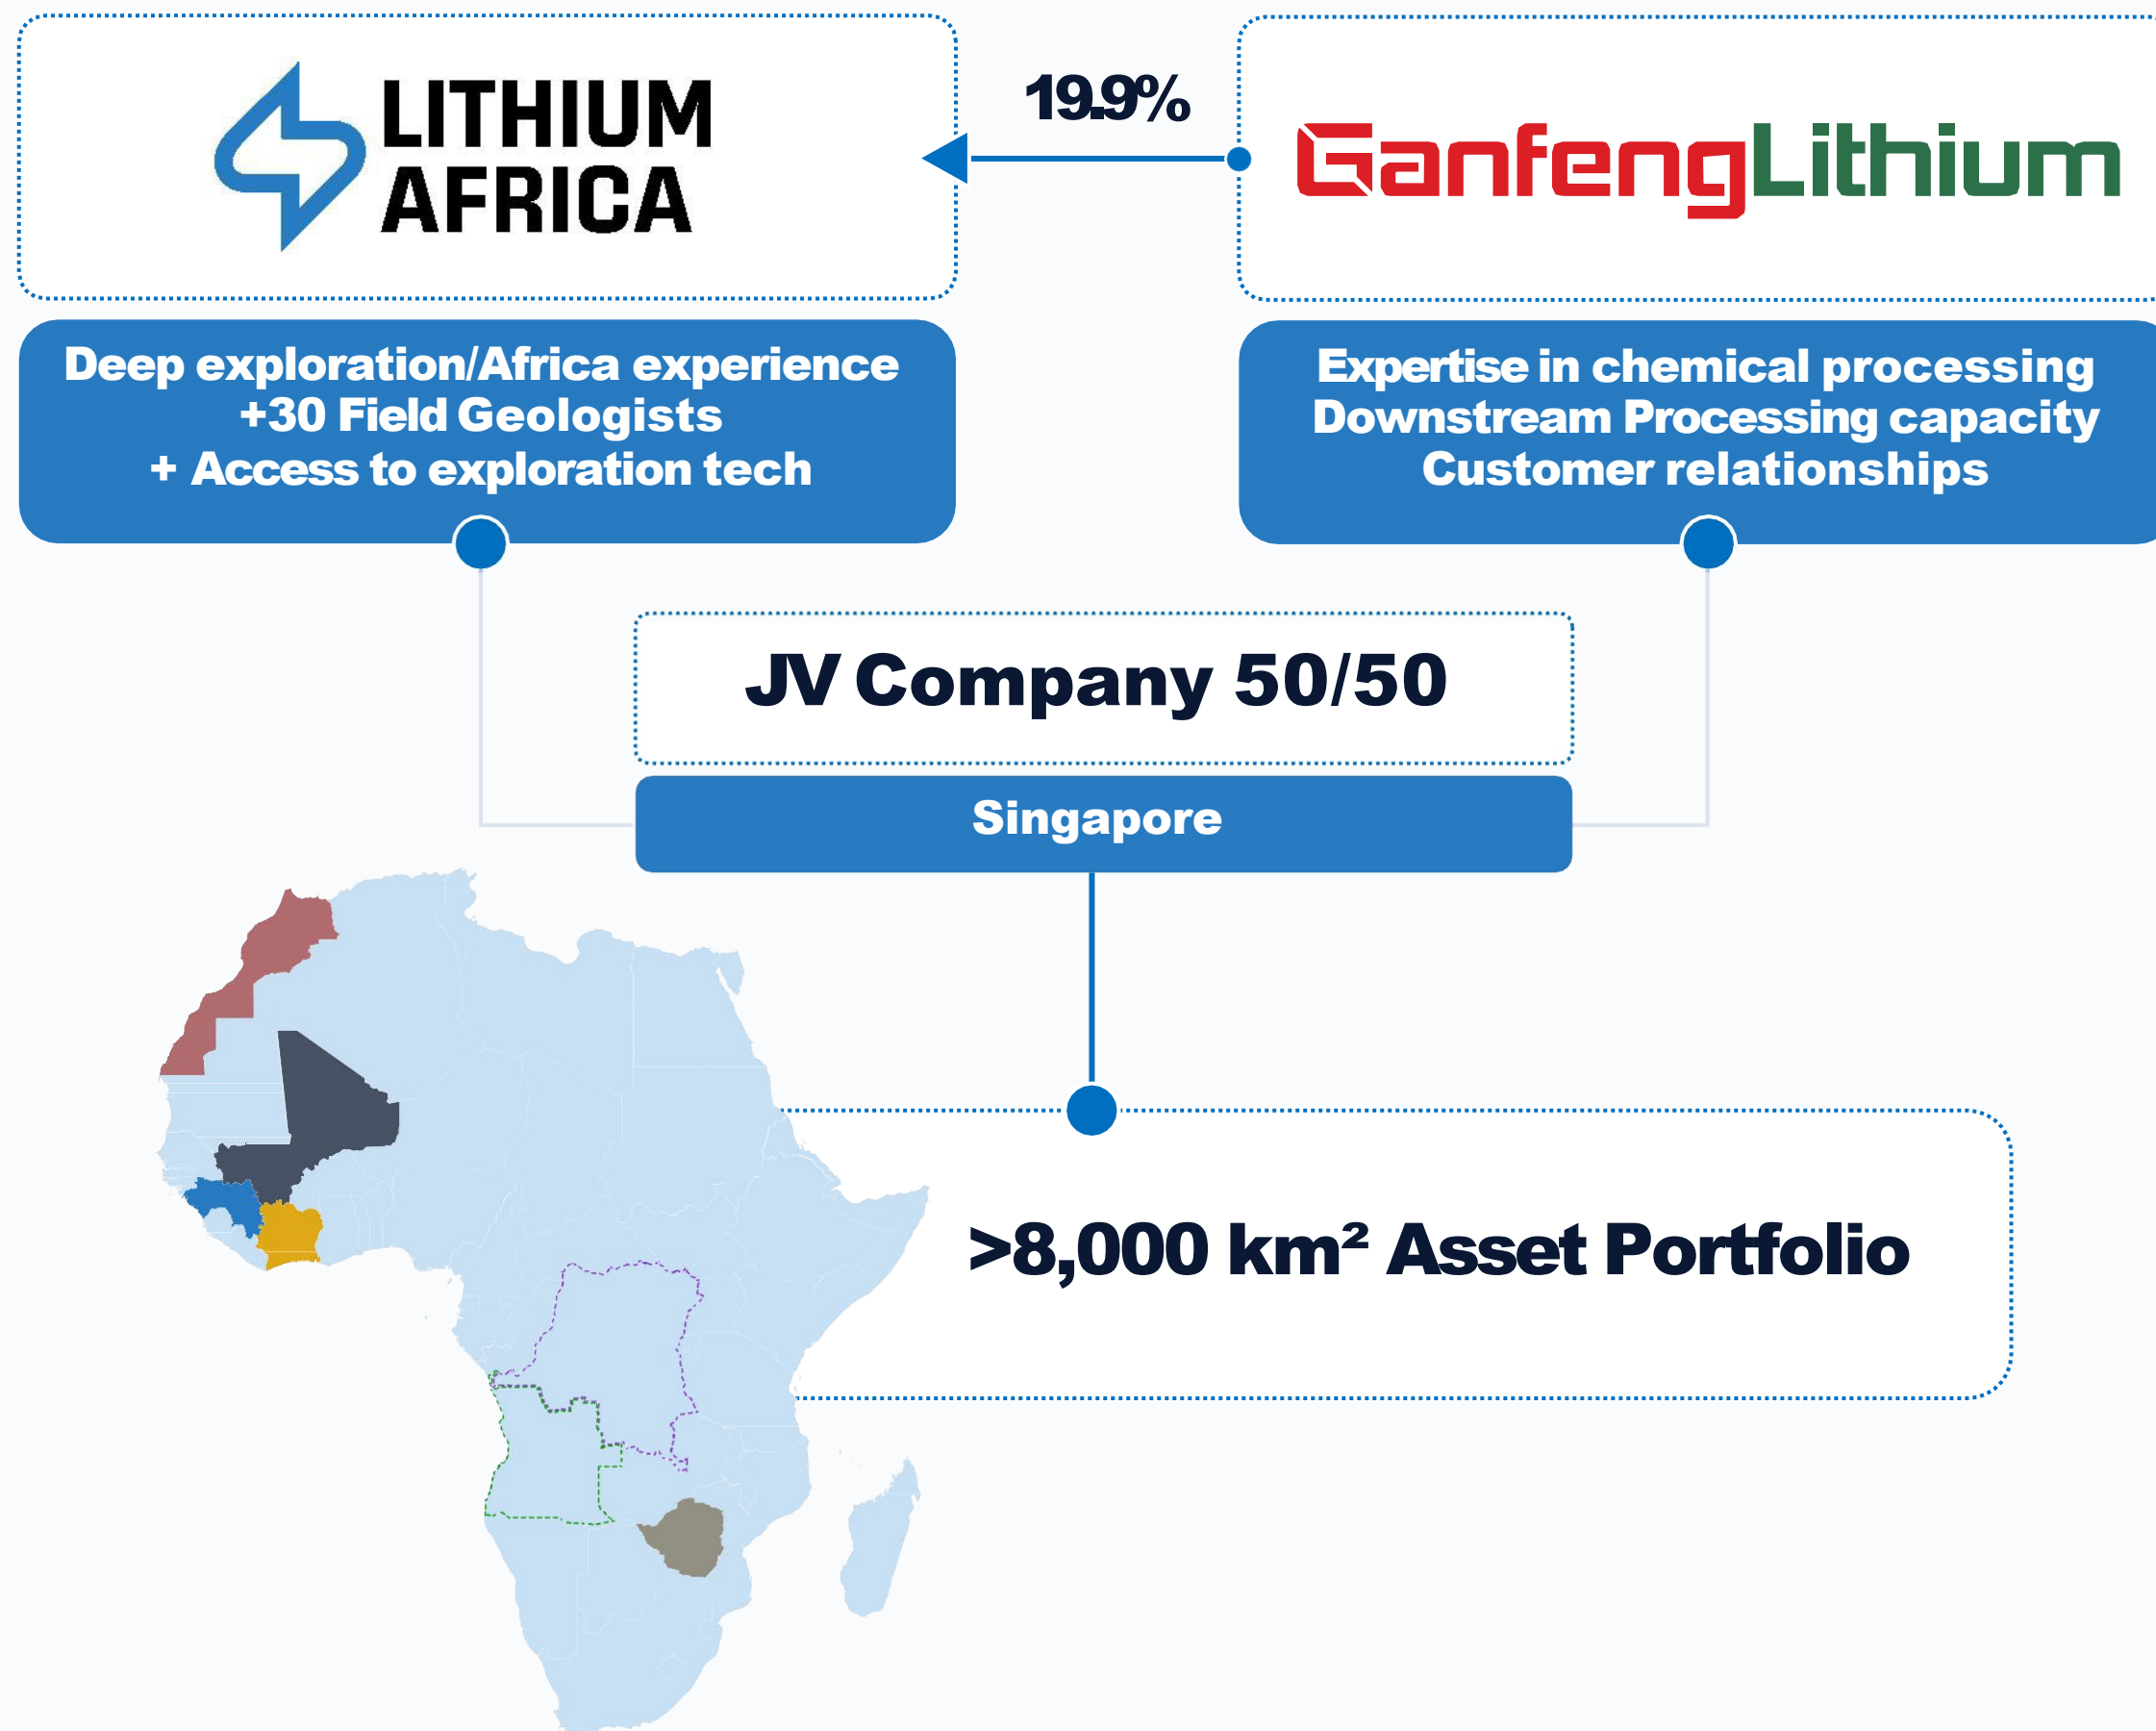 LITHIUM
AFRICA
19.9%
GanfengLithium
Deep exploration/Africa experience
+30 Field Geologists
+ Access to exploration tech
Expertise in chemical processing
Downstream Processing capacity
Customer relationships
JV Company 50/50
Singapore
>8,000 km² Asset Portfolio